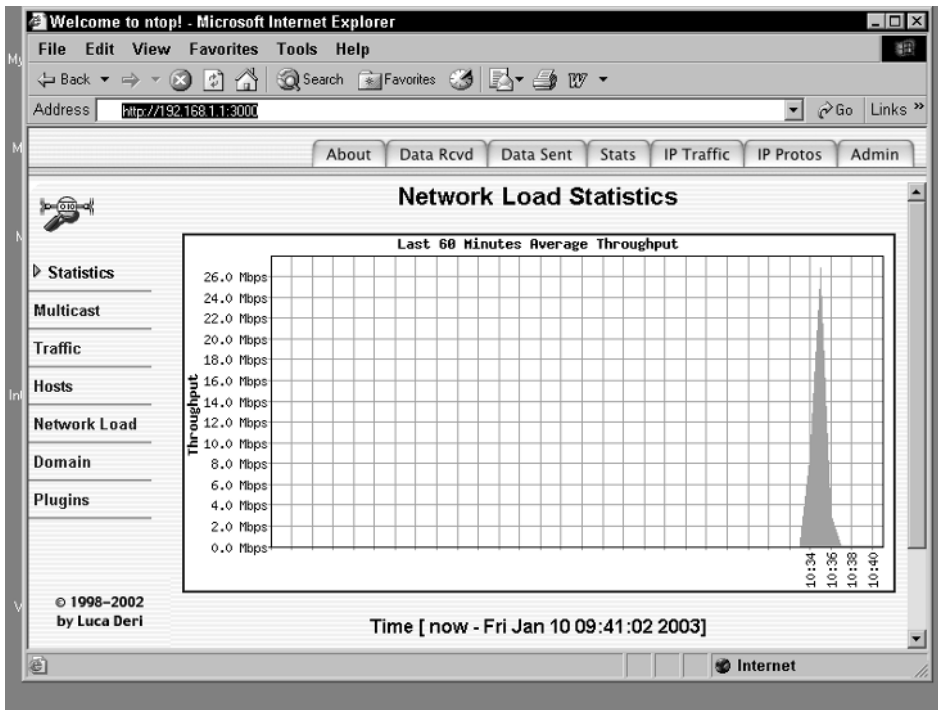 Welcome to ntop! - Microsoft Internet Explorer
File Edit View Favorites Tools Help
Back Search Favorites
Address http://192.168.1.1:3000 Go Links »
About Data Rcvd Data Sent Stats IP Traffic IP Protos Admin
Network Load Statistics
Statistics
Multicast
Traffic
Hosts
Network Load
Domain
Plugins
© 1998-2002
by Luca Deri
Last 60 Minutes Average Throughput
Throughput
26.0 Mbps
24.0 Mbps
22.0 Mbps
20.0 Mbps
18.0 Mbps
16.0 Mbps
14.0 Mbps
12.0 Mbps
10.0 Mbps
8.0 Mbps
6.0 Mbps
4.0 Mbps
2.0 Mbps
0.0 Mbps
10:34
10:36
10:38
10:40
Time [ now - Fri Jan 10 09:41:02 2003]
Internet